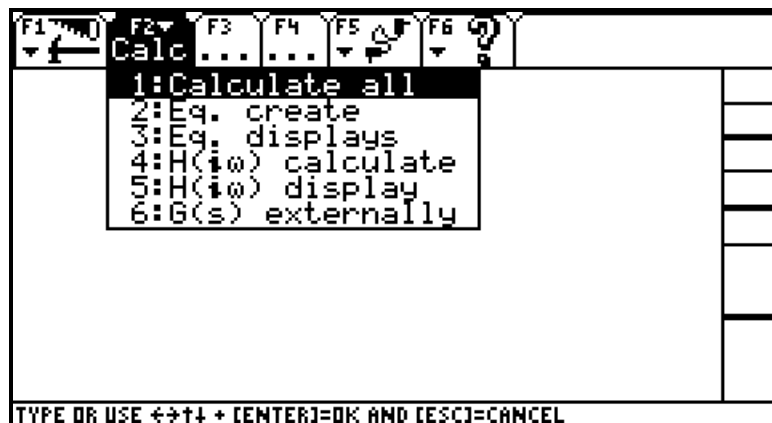 F1 F2 F3 F4 F5 F6
Calc ... ...
1:Calculate all
2:Eq. create
3:Eq. displays
4:H(iω) calculate
5:H(iω) display
6:G(s) externally
TYPE OR USE ←→↑↓ + [ENTER]=OK AND [ESC]=CANCEL